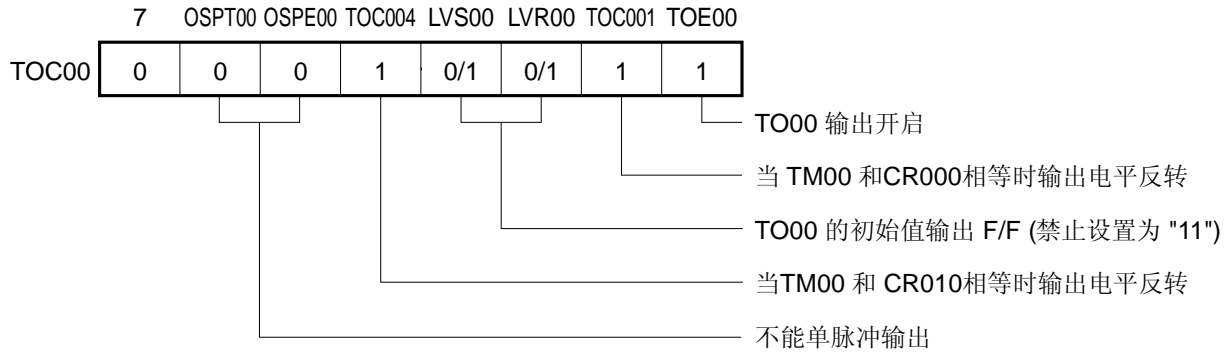 7 OSPT00 OSPE00 TOC004 LVS00 LVR00 TOC001 TOE00
TOC00 0 0 0 1 0/1 0/1 1 1
TO00 输出开启
当 TM00 和CR000相等时输出电平反转
TO00 的初始值输出 F/F (禁止设置为 "11")
当TM00 和 CR010相等时输出电平反转
不能单脉冲输出